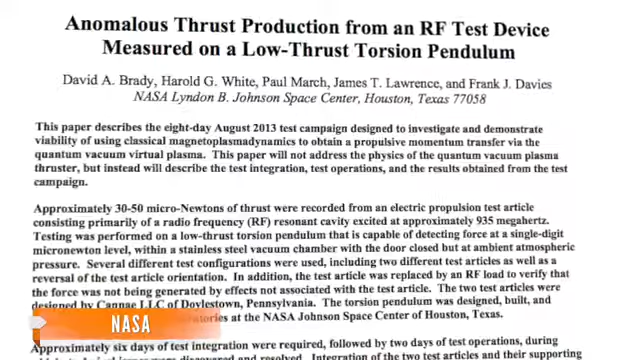 Anomalous Thrust Production from an RF Test Device
Measured on a Low-Thrust Torsion Pendulum
David A. Brady, Harold G. White, Paul March, James T. Lawrence, and Frank J. Davies
NASA Lyndon B. Johnson Space Center, Houston, Texas 77058
This paper describes the eight-day August 2013 test campaign designed to investigate and demonstrate
viability of using classical magnetoplasmadynamics to obtain a propulsive momentum transfer via the
quantum vacuum virtual plasma. This paper will not address the physics of the quantum vacuum plasma
thruster, but instead will describe the test integration, test operations, and the results obtained from the test
campaign.
Approximately 30-50 micro-Newtons of thrust were recorded from an electric propulsion test article
consisting primarily of a radio frequency (RF) resonant cavity excited at approximately 935 megahertz.
Testing was performed on a low-thrust torsion pendulum that is capable of detecting force at a single-digit
micronewton level, within a stainless steel vacuum chamber with the door closed but at ambient atmospheric
pressure. Several different test configurations were used, including two different test articles as well as a
reversal of the test article orientation. In addition, the test article was replaced by an RF load to verify that
the force was not being generated by effects not associated with the test article. The two test articles were
designed by Cannae LLC of Doylestown, Pennsylvania. The torsion pendulum was designed, built, and
at the NASA Johnson Space Center of Houston, Texas.
NASA
Approximately six days of test integration were required, followed by two days of test operations, during
were discovered and resolved. Integration of the two test articles and their supporting